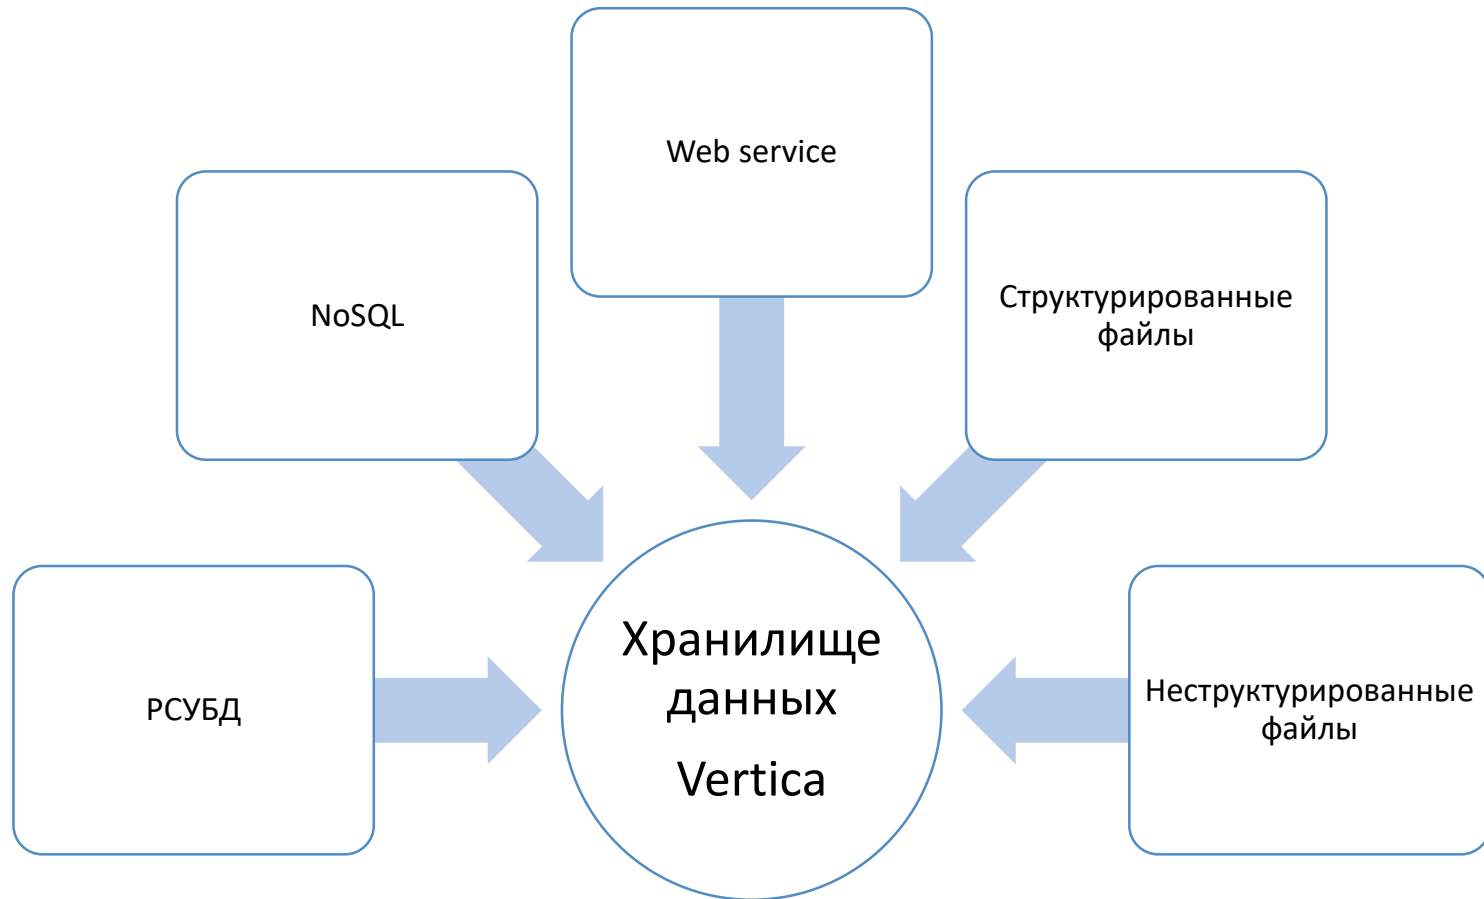 Web service
NoSQL
Структурированные
файлы
РСУБД
Хранилище
данных
Vertica
Неструктурированные
файлы